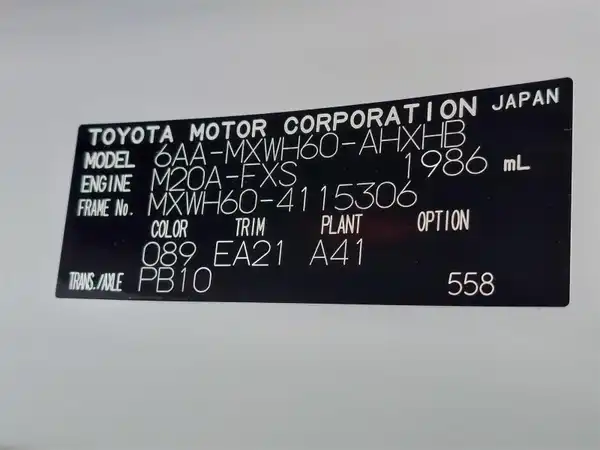 TOYOTA MOTOR CORPORATION JAPAN
MODEL 6AA-MXWH60-AHXHB
ENGINE M20A-FXS 1986 mL
FRAME No. MXWH60-4115306
COLOR TRIM PLANT OPTION
089 EA21 A41
TRANS./AXLE PB10 558